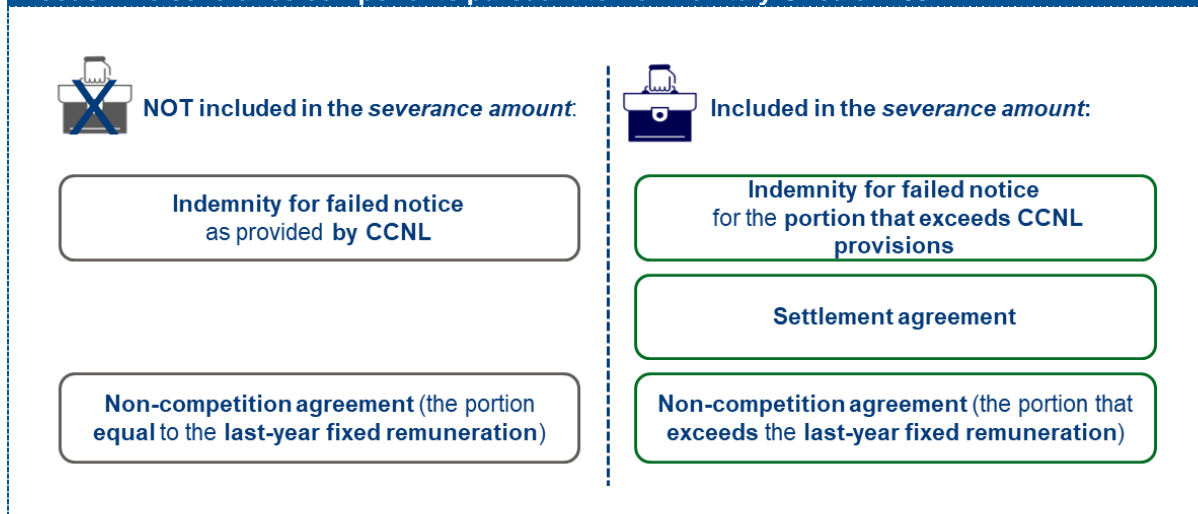 NOT included in the severance amount:
Indemnity for failed notice
as provided by CCNL
Non-competition agreement (the portion
equal to the last-year fixed remuneration)
Included in the severance amount:
Indemnity for failed notice
for the portion that exceeds CCNL
provisions
Settlement agreement
Non-competition agreement (the portion that
exceeds the last-year fixed remuneration)